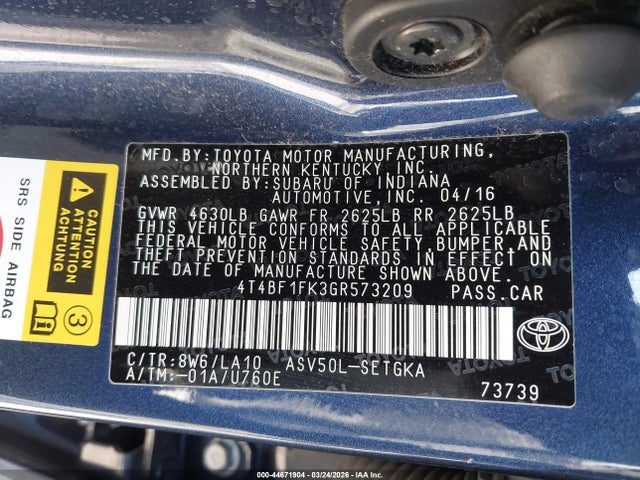 MFD.BY:TOYOTA MOTOR MANUFACTURING,
NORTHERN KENTUCKY,INC.
ASSEMBLED BY:SUBARU OF INDIANA
AUTOMOTIVE,INC. 04/16
GVWR 4630LB GAWR FR 2625LB RR 2625LB
THIS VEHICLE CONFORMS TO ALL APPLICABLE
FEDERAL MOTOR VEHICLE SAFETY,BUMPER,AND
THEFT PREVENTION STANDARDS IN EFFECT
ON THE DATE OF MANUFACTURE SHOWN ABOVE.
4T4BF1FK3GR573209 PASS.CAR
C/TR:8W6/LA10 ASV50L-SETGKA
A/TM:-01A/U760E
73739
TOYOTA
SRS SIDE AIRBAG
CAUTION
ATTENTION
ACHTUNG
3
000-44671904 - 03/24/2026 - IAAI Corp.